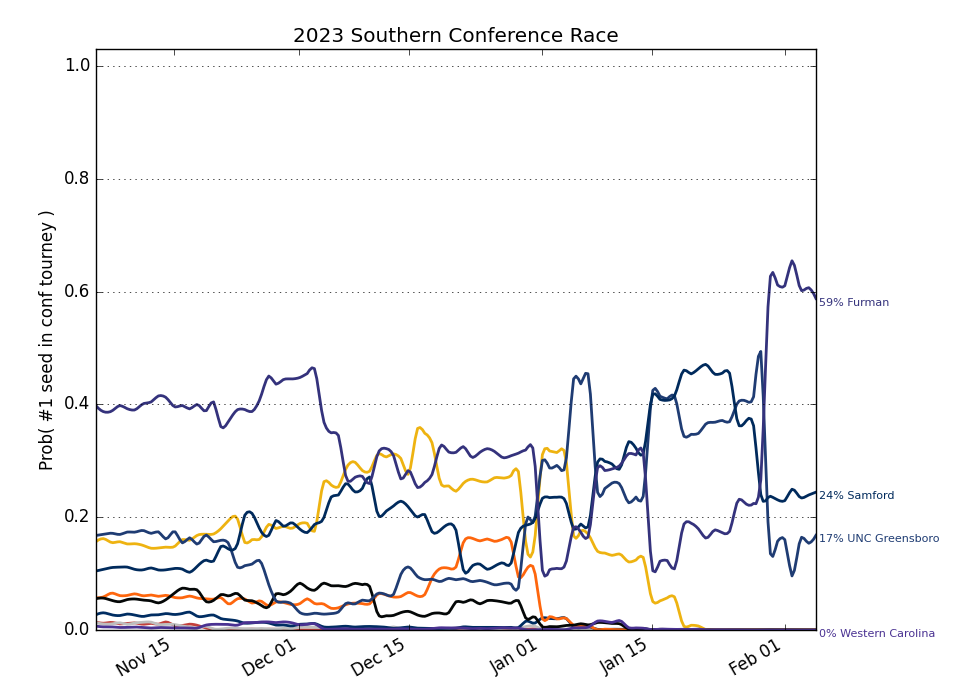 2023 Southern Conference Race
Prob( #1 seed in conf tourney )
1.0
0.8
0.6
0.4
0.2
0.0
59% Furman
24% Samford
17% UNC Greensboro
0% Western Carolina
Nov 15
Dec 01
Dec 15
Jan 01
Jan 15
Feb 01